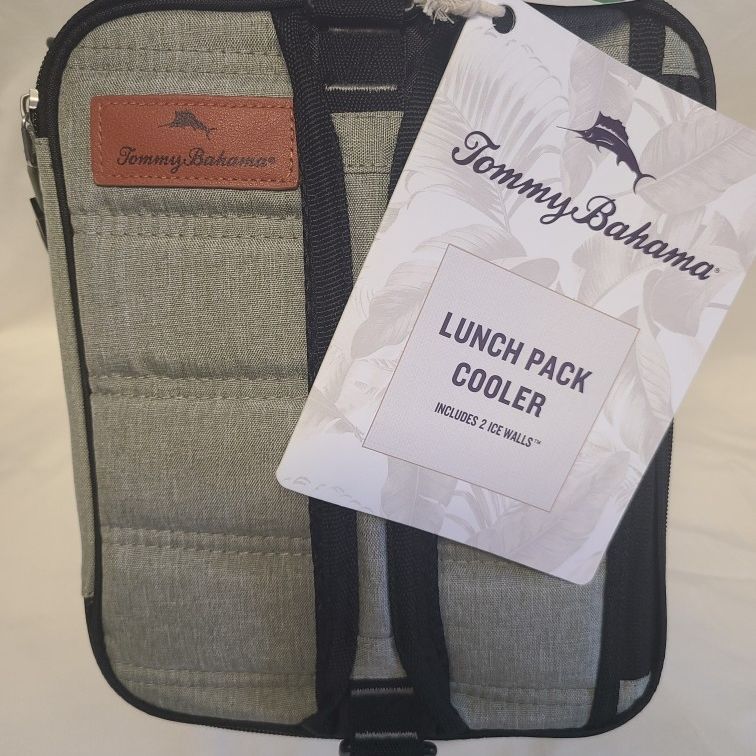 Tommy Bahama®
Tommy Bahama®
LUNCH PACK
COOLER
INCLUDES 2 ICE WALLS™